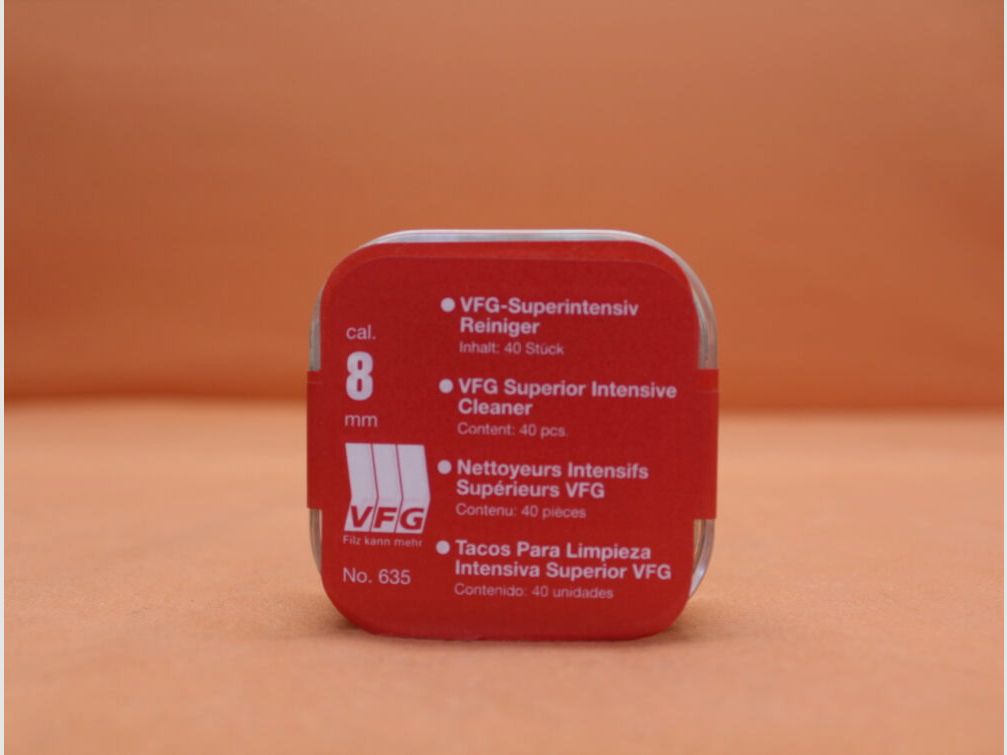 cal.
8
mm
VFG
Filz kann mehr
No. 635
● VFG-Superintensiv
Reiniger
Inhalt: 40 Stück
● VFG Superior Intensive
Cleaner
Content: 40 pcs.
● Nettoyeurs Intensifs
Supérieurs VFG
Contenu: 40 pièces
● Tacos Para Limpieza
Intensiva Superior VFG
Contenido: 40 unidades